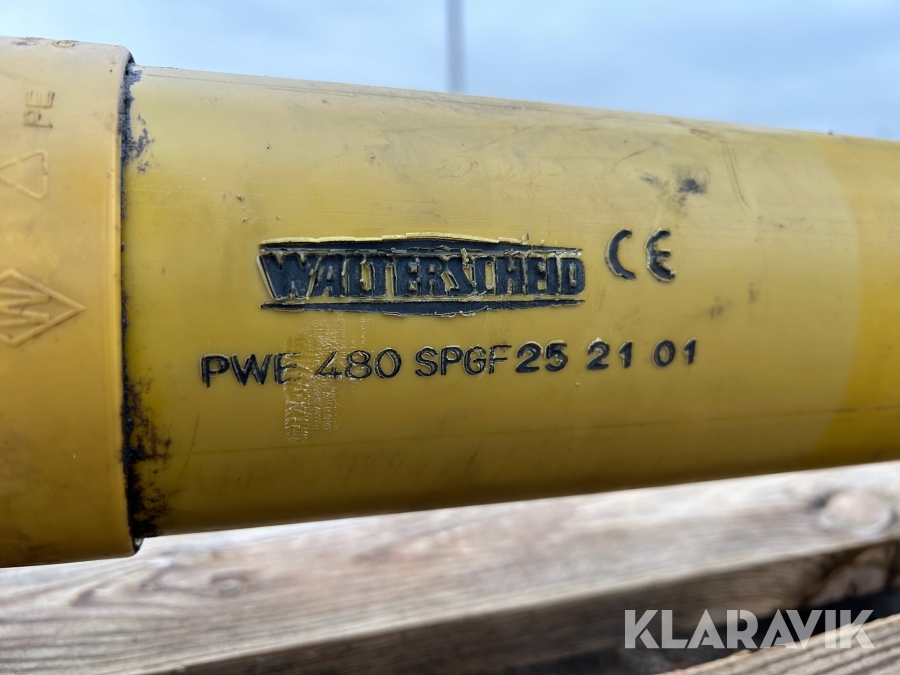 PE
WALTERSCHEID CE
PWE 480 SPGF 25 21 01
KLARAVIK